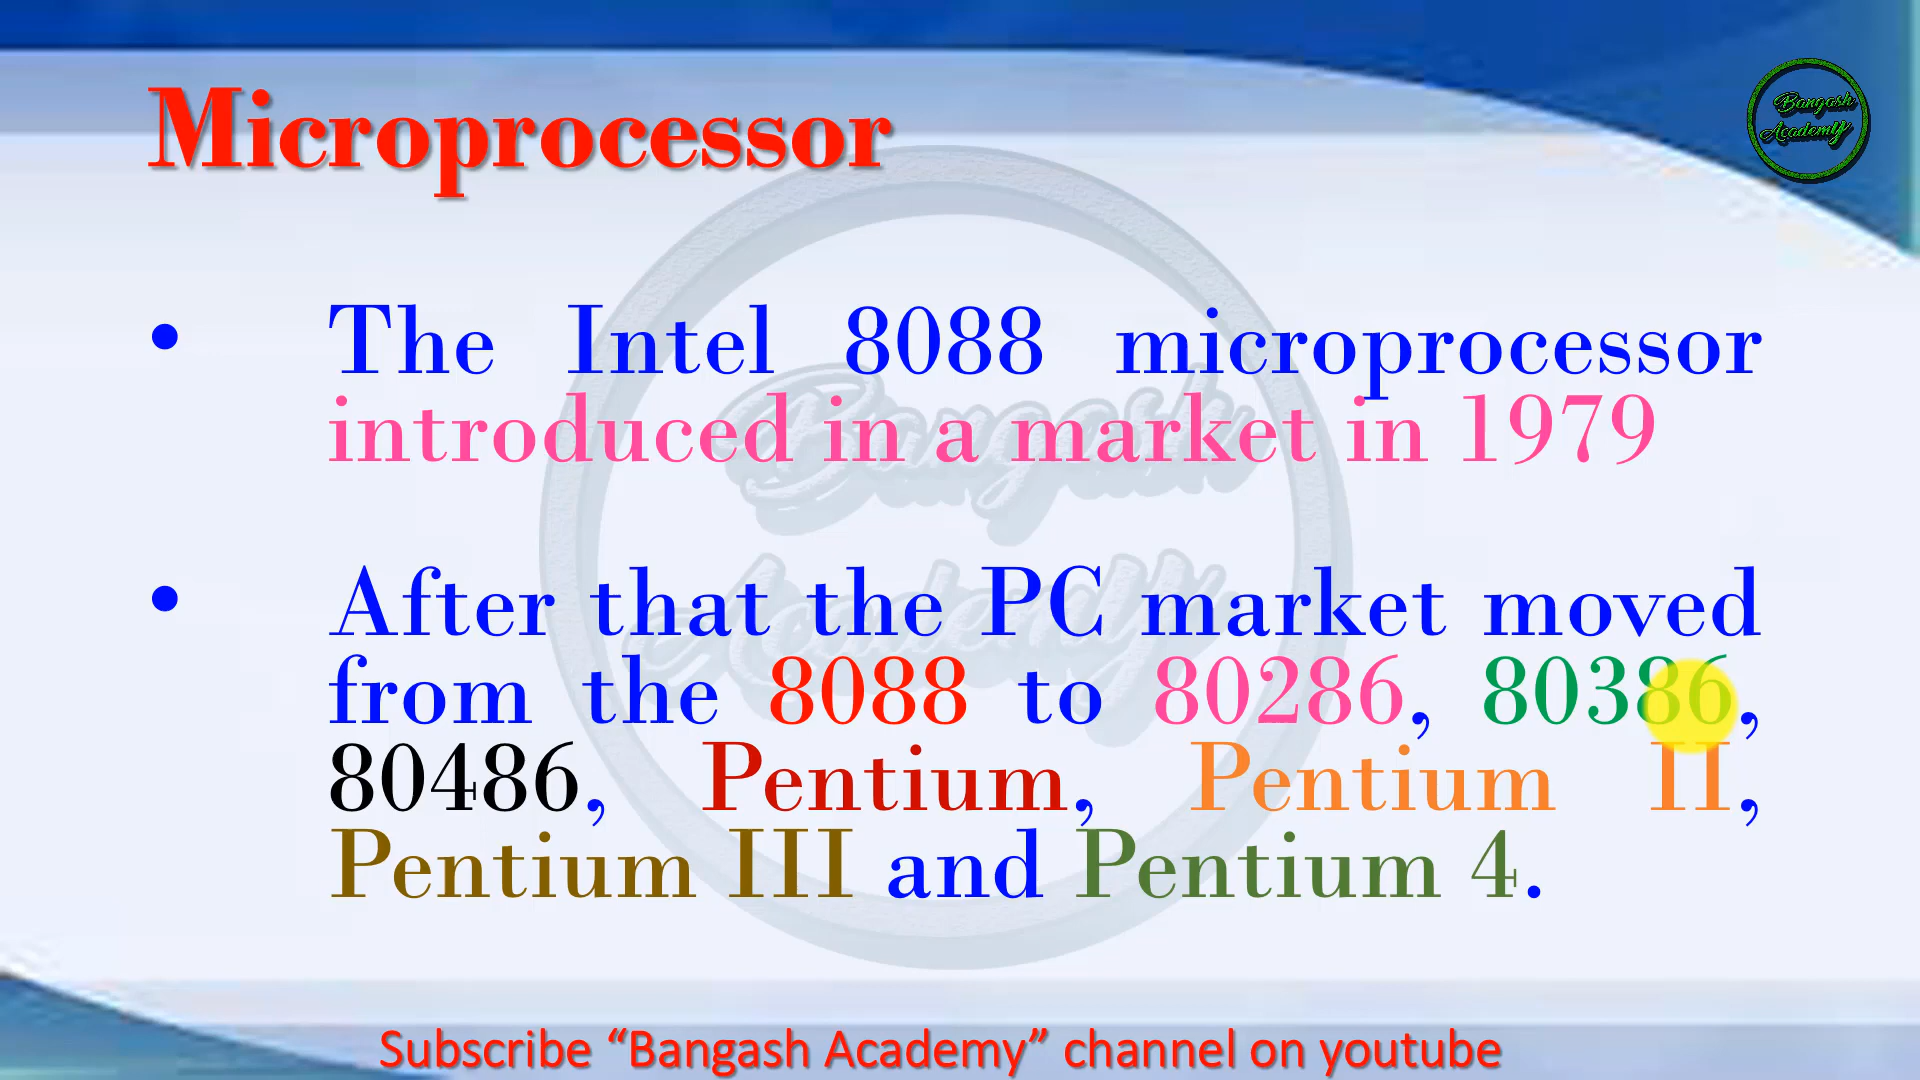 Microprocessor
Bangash
Academy
• The Intel 8088 microprocessor
introduced in a market in 1979
• After that the PC market moved
from the 8088 to 80286, 80386,
80486, Pentium, Pentium II,
Pentium III and Pentium 4.
Bangash
Academy
Subscribe “Bangash Academy” channel on youtube